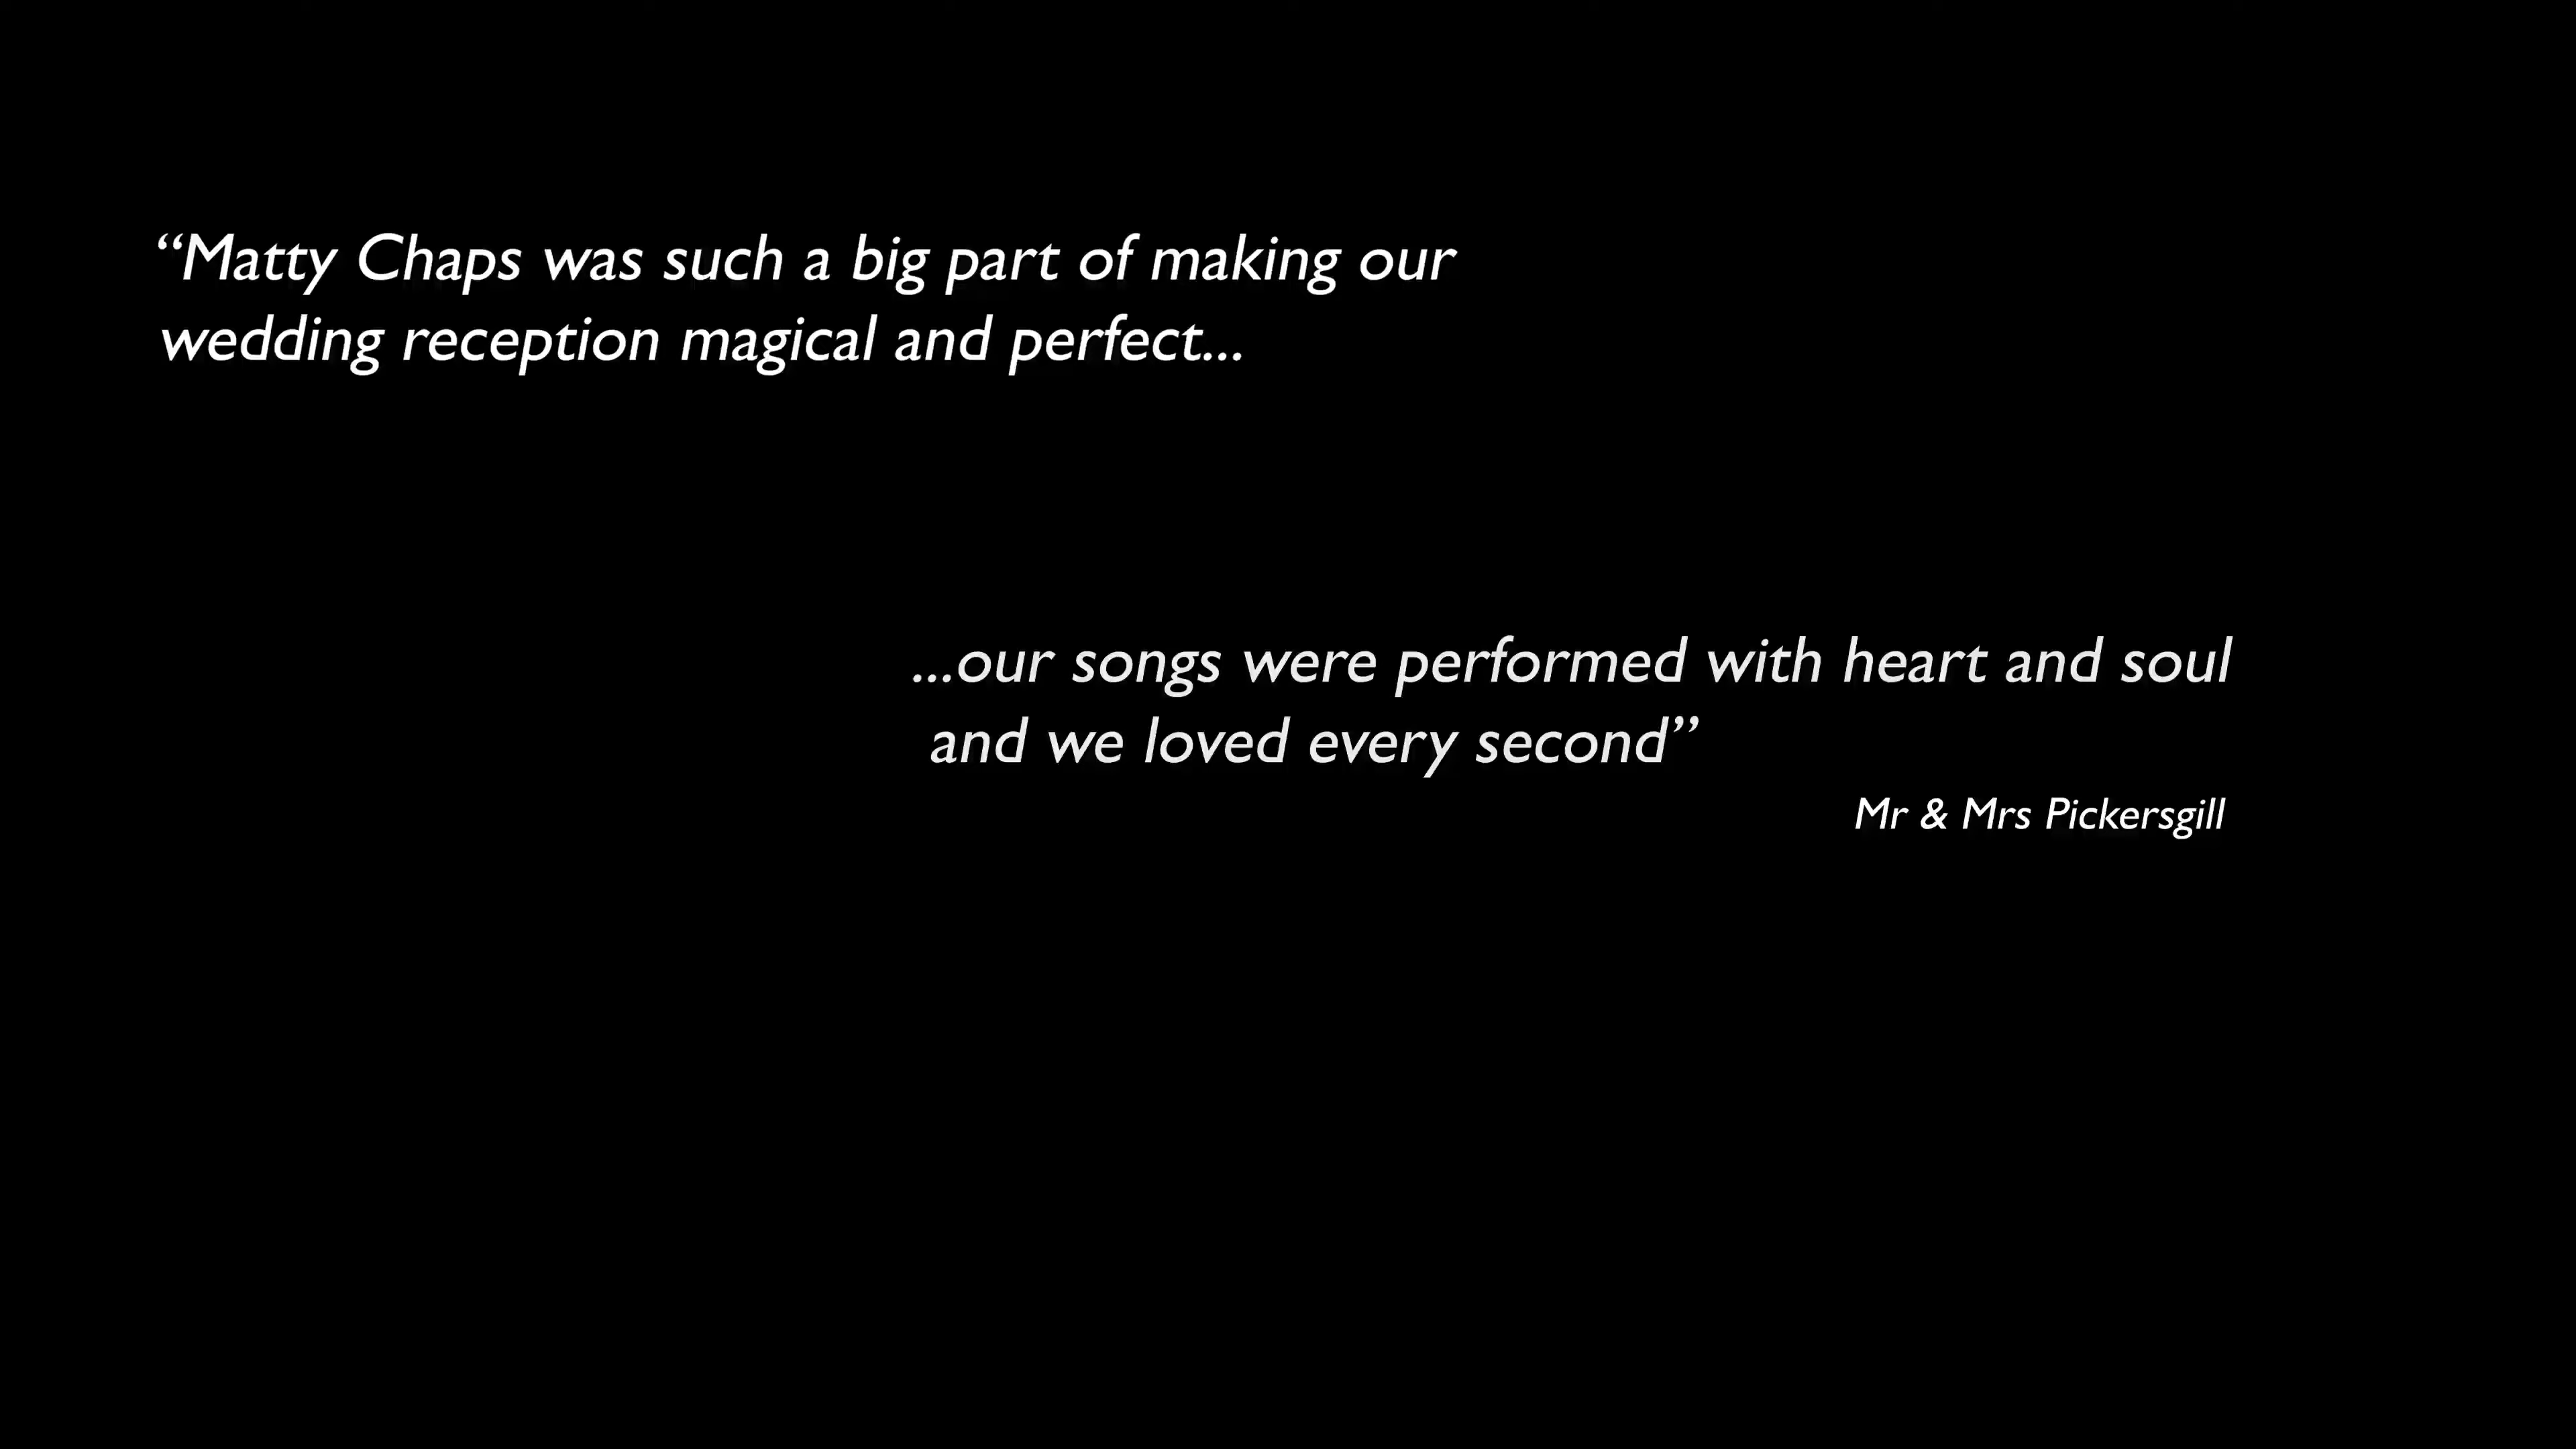 “Matty Chaps was such a big part of making our
wedding reception magical and perfect...
...our songs were performed with heart and soul
and we loved every second”
Mr & Mrs Pickersgill